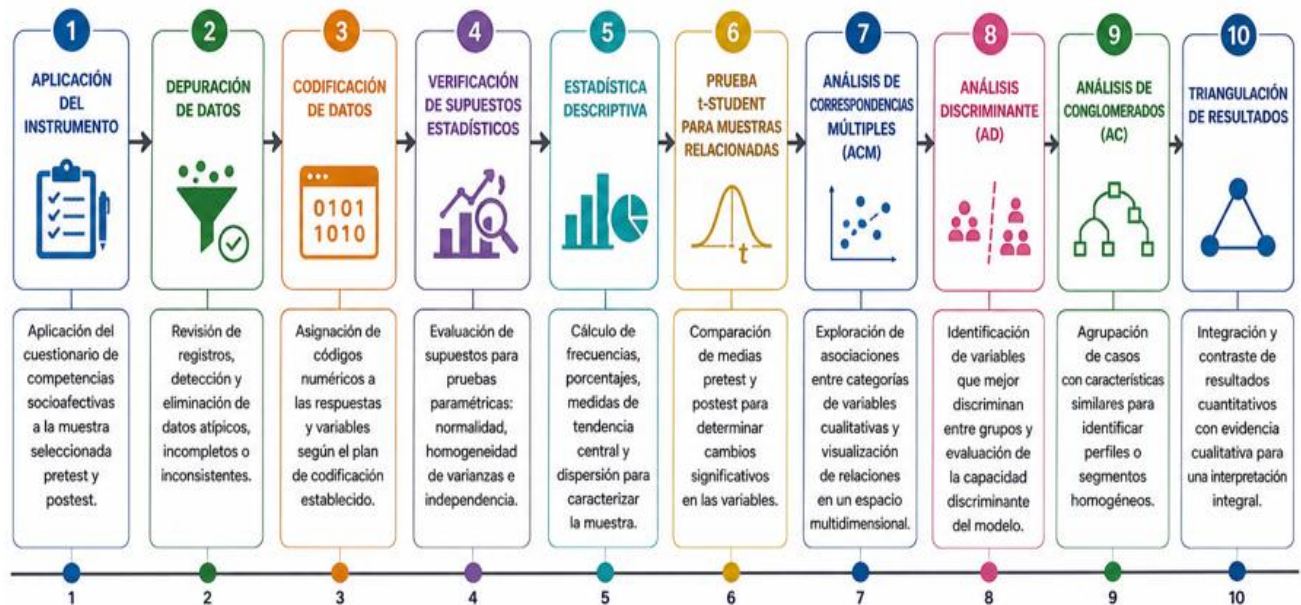 1
APLICACIÓN
DEL
INSTRUMENTO
Aplicación del
cuestionario de
competencias
socioafectivas
a la muestra
seleccionada
pretest y
postest.
2
DEPURACIÓN
DE DATOS
Revisión de
registros,
detección y
eliminación de
datos atípicos,
incompletos o
inconsistentes.
3
CODIFICACIÓN
DE DATOS
0101
1010
Asignación de
códigos
numéricos a
las respuestas
y variables
según el plan
de codificación
establecido.
4
VERIFICACIÓN
DE SUPUESTOS
ESTADÍSTICOS
Evaluación de
supuestos para
pruebas
paramétricas:
normalidad,
homogeneidad
de varianzas e
independencia.
5
ESTADÍSTICA
DESCRIPTIVA
Cálculo de
frecuencias,
porcentajes,
medidas de
tendencia
central y
dispersión para
caracterizar
la muestra.
6
PRUEBA
t-STUDENT
PARA MUESTRAS
RELACIONADAS
t
Comparación
de medias
pretest y
postest para
determinar
cambios
significativos
en las variables.
7
ANÁLISIS DE
CORRESPONDENCIAS
MÚLTIPLES
(ACM)
Exploración de
asociaciones
entre categorías
de variables
cualitativas y
visualización
de relaciones
en un espacio
multidimensional.
8
ANÁLISIS
DISCRIMINANTE
(AD)
Identificación
de variables
que mejor
discriminan
entre grupos y
evaluación de
la capacidad
discriminante
del modelo.
9
ANÁLISIS DE
CONGLOMERADOS
(AC)
Agrupación
de casos
con características
similares para
identificar
perfiles o
segmentos
homogéneos.
10
TRIANGULACIÓN
DE RESULTADOS
Integración y
contraste de
resultados
cuantitativos
con evidencia
cualitativa para
una interpretación
integral.
1
2
3
4
5
6
7
8
9
10